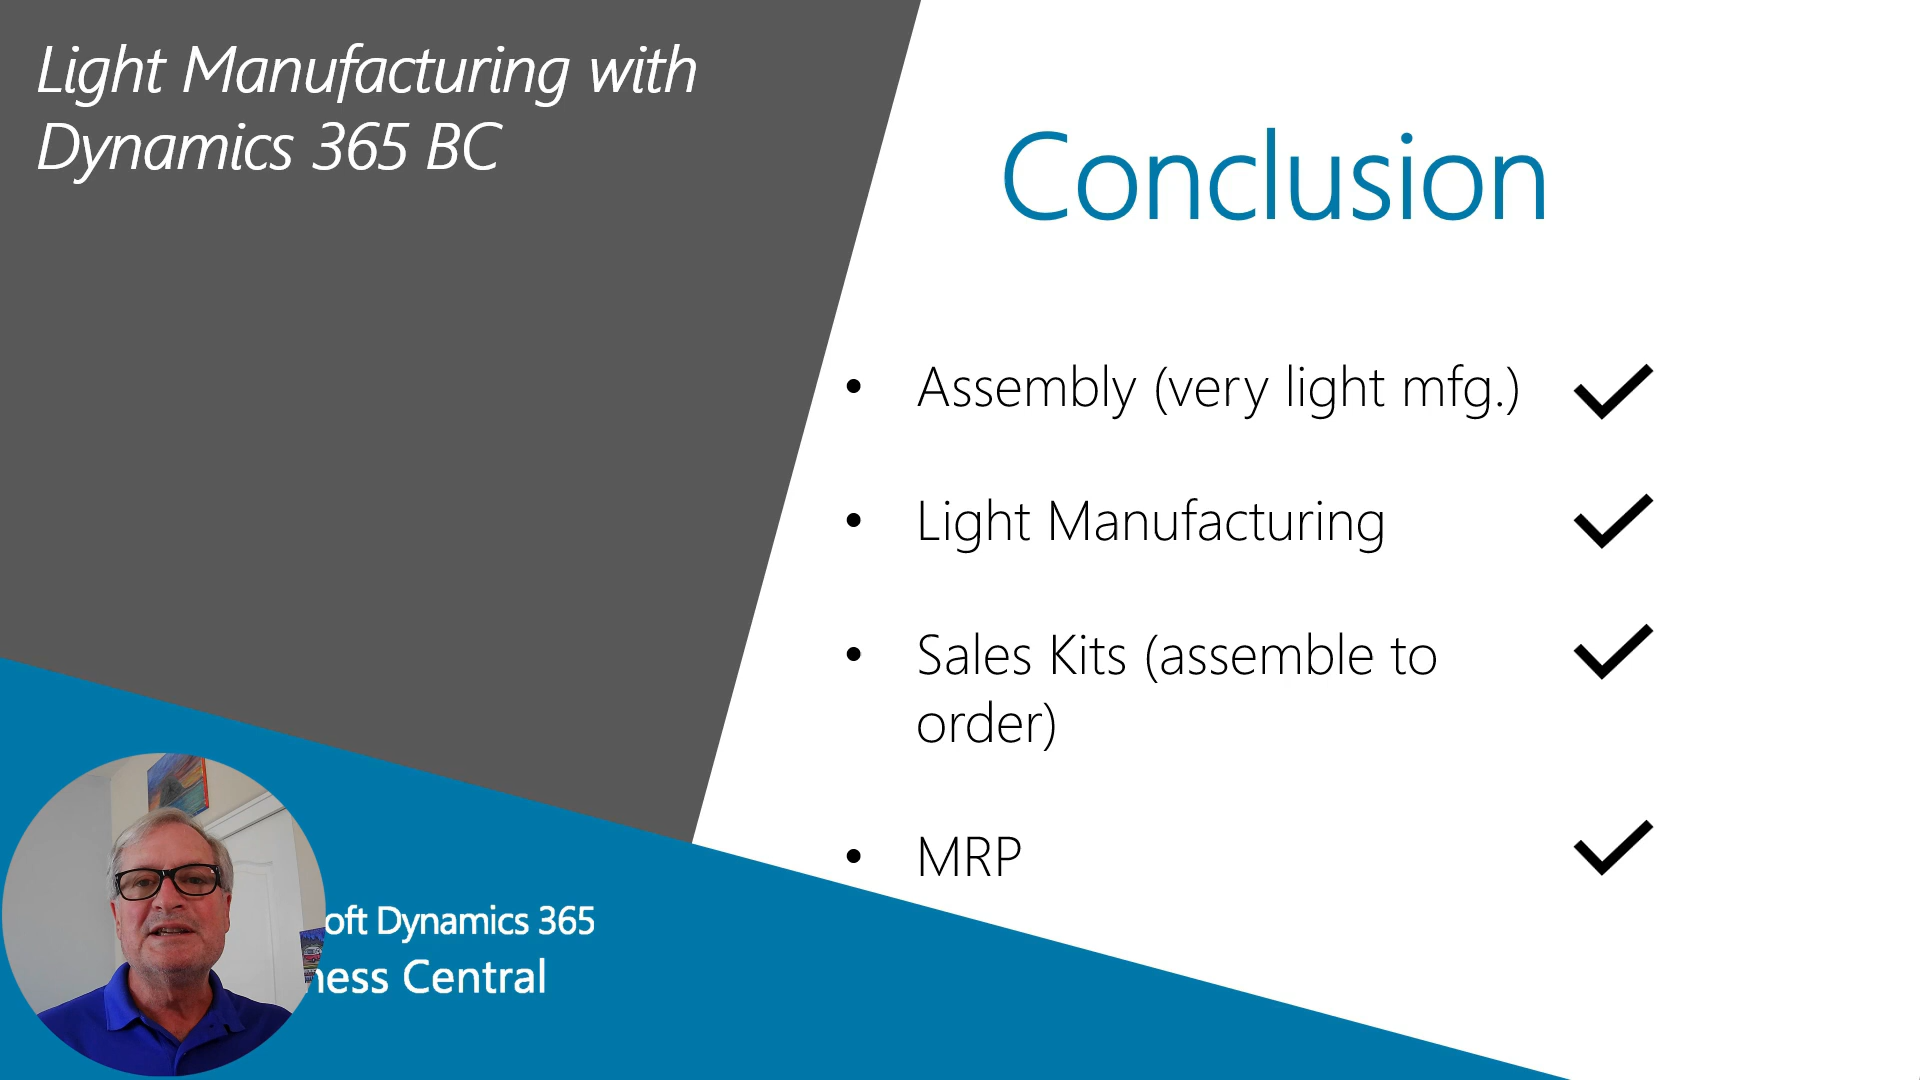 Light Manufacturing with
Dynamics 365 BC
Conclusion
• Assembly (very light mfg.)
• Light Manufacturing
• Sales Kits (assemble to
order)
• MRP
oft Dynamics 365
ness Central